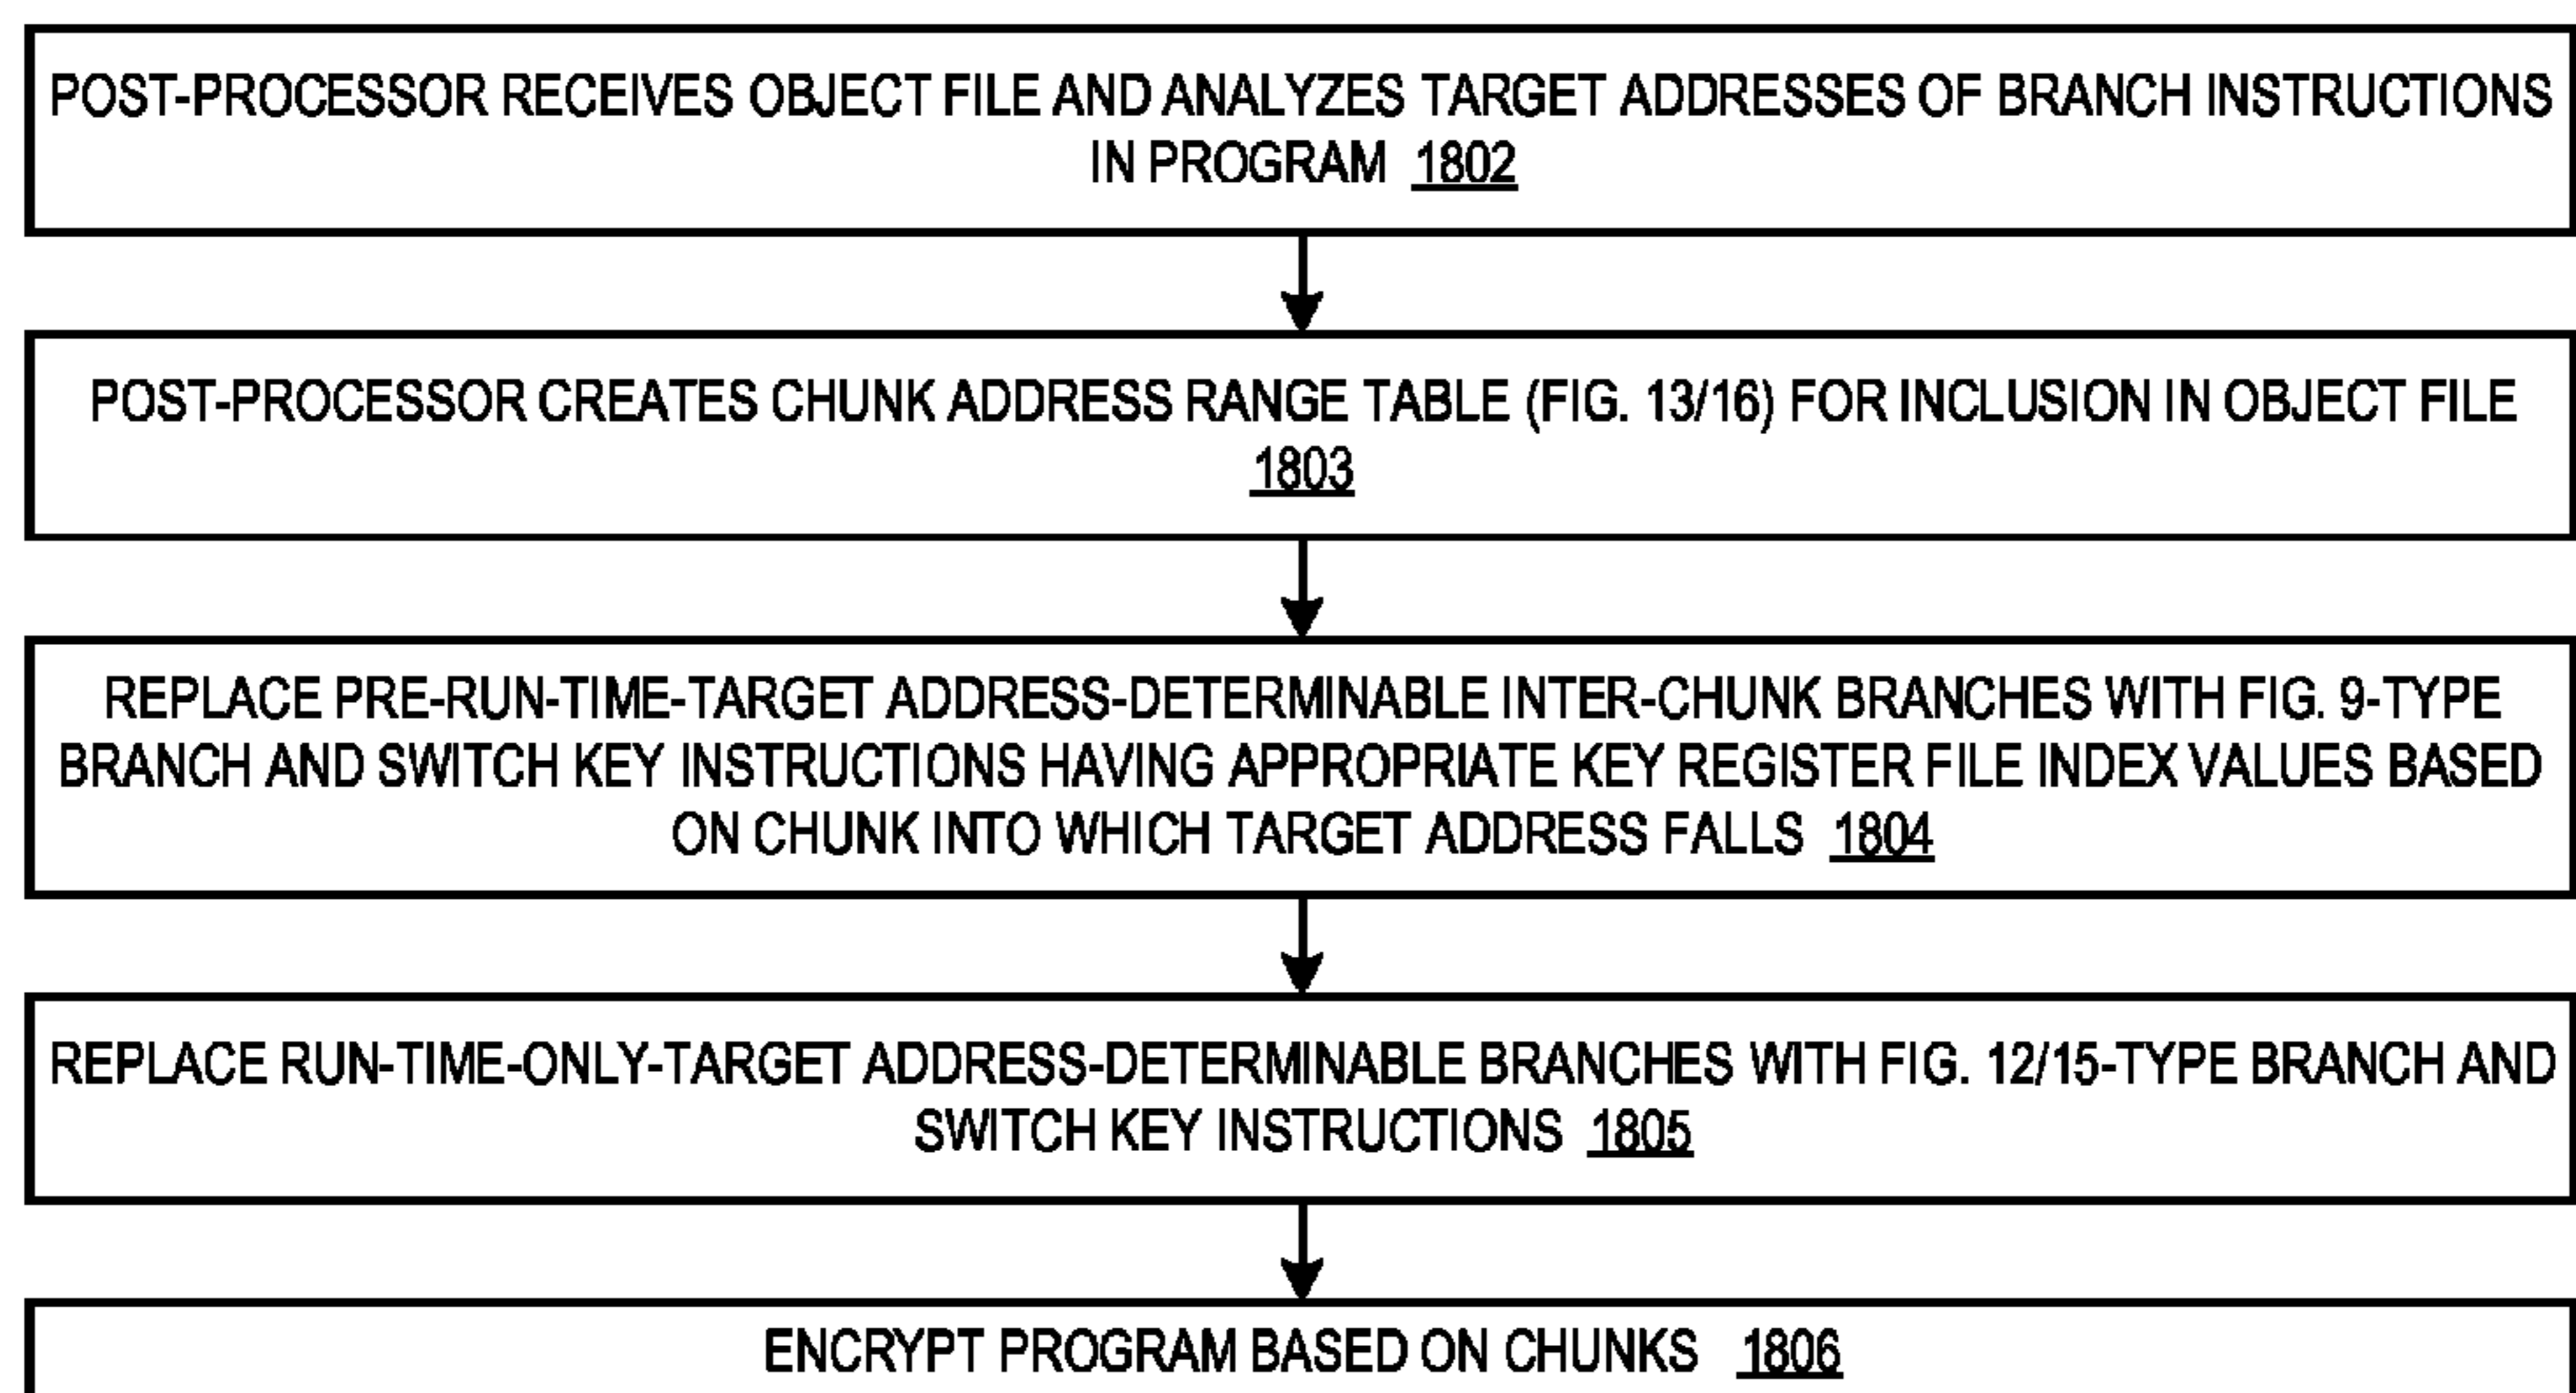 POST-PROCESSOR RECEIVES OBJECT FILE AND ANALYZES TARGET ADDRESSES OF BRANCH INSTRUCTIONS
IN PROGRAM 1802
POST-PROCESSOR CREATES CHUNK ADDRESS RANGE TABLE (FIG. 13/16) FOR INCLUSION IN OBJECT FILE
1803
REPLACE PRE-RUN-TIME-TARGET ADDRESS-DETERMINABLE INTER-CHUNK BRANCHES WITH FIG. 9-TYPE
BRANCH AND SWITCH KEY INSTRUCTIONS HAVING APPROPRIATE KEY REGISTER FILE INDEX VALUES BASED
ON CHUNK INTO WHICH TARGET ADDRESS FALLS 1804
REPLACE RUN-TIME-ONLY-TARGET ADDRESS-DETERMINABLE BRANCHES WITH FIG. 12/15-TYPE BRANCH AND
SWITCH KEY INSTRUCTIONS 1805
ENCRYPT PROGRAM BASED ON CHUNKS 1806